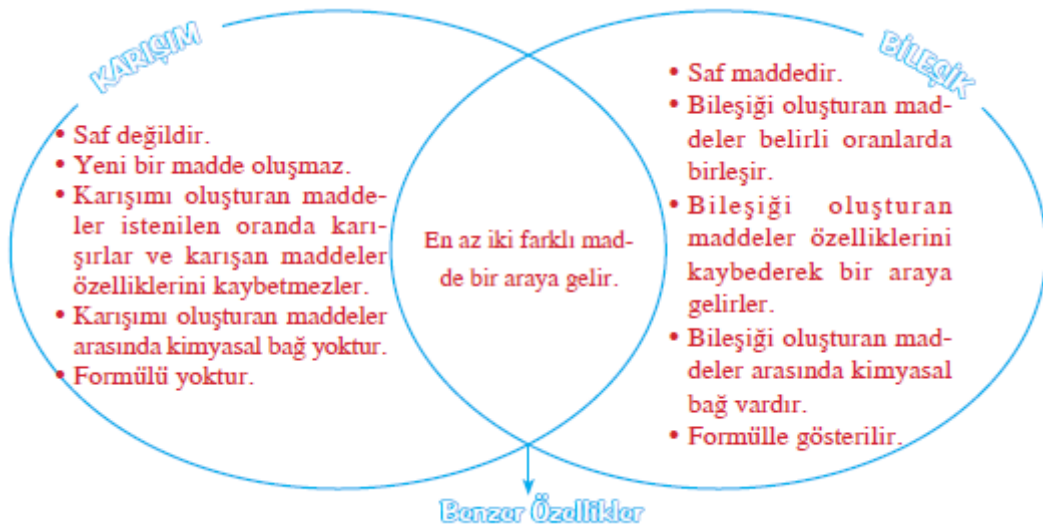 KARIŞIM
• Saf değildir.
• Yeni bir madde oluşmaz.
• Karışımı oluşturan madde-
ler istenilen oranda karı-
şırlar ve karışan maddeler
özelliklerini kaybetmezler.
• Karışımı oluşturan maddeler
arasında kimyasal bağ yoktur.
• Formülü yoktur.
En az iki farklı mad-
de bir araya gelir.
BİLEŞİK
• Saf maddedir.
• Bileşiği oluşturan mad-
deler belirli oranlarda
birleşir.
• Bileşiği oluşturan
maddeler özelliklerini
kaybederek bir araya
gelirler.
• Bileşiği oluşturan mad-
deler arasında kimyasal
bağ vardır.
• Formülle gösterilir.
Benzer Özellikler